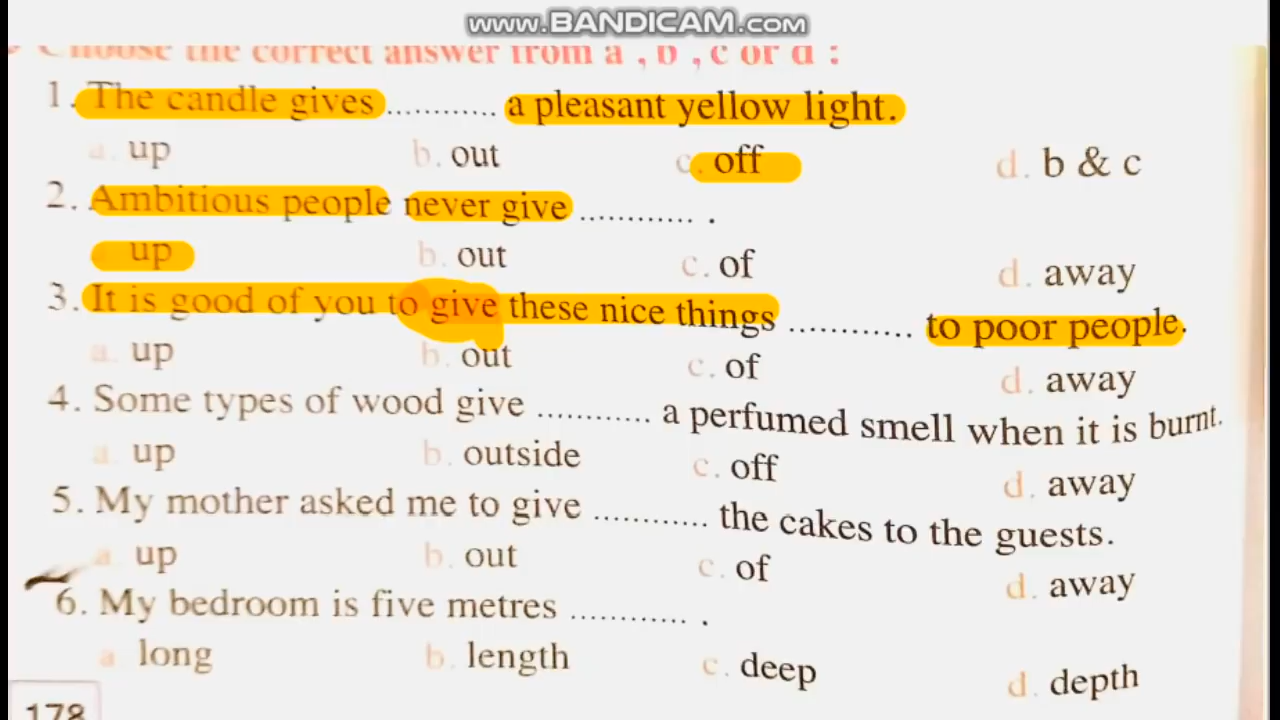 www.BANDICAM.com
Choose the correct answer from a , b , c or d :
1. The candle gives ............ a pleasant yellow light.
a. up b. out c. off d. b & c
2. Ambitious people never give ............ .
up b. out c. of d. away
3. It is good of you to give these nice things ............ to poor people.
a. up b. out c. of d. away
4. Some types of wood give ............ a perfumed smell when it is burnt.
a. up b. outside c. off d. away
5. My mother asked me to give ............ the cakes to the guests.
a. up b. out c. of d. away
6. My bedroom is five metres ............ .
a long b. length c. deep d. depth
178